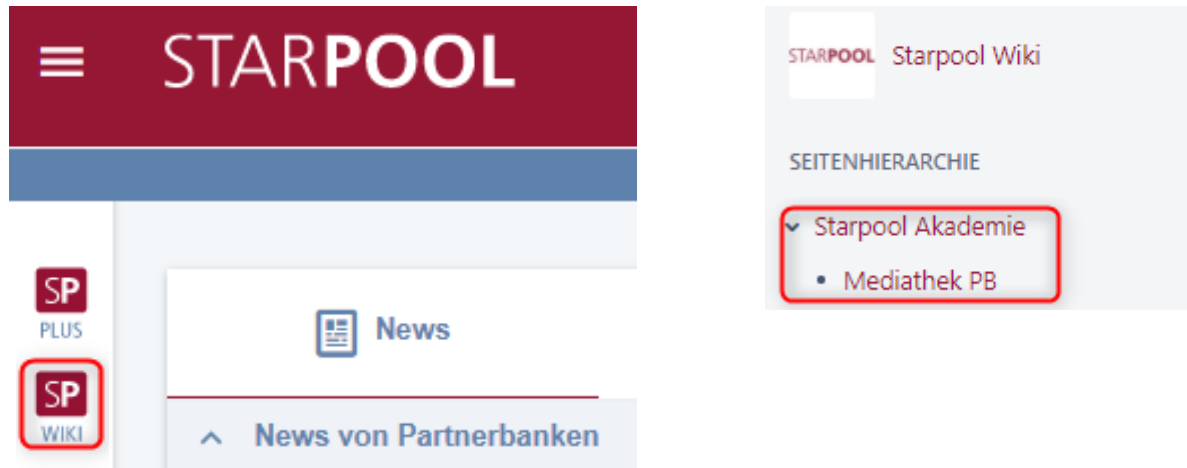 STARPOOL
SP
PLUS
SP
WIKI
News
News von Partnerbanken
STARPOOL Starpool Wiki
SEITENHIERARCHIE
Starpool Akademie
• Mediathek PB